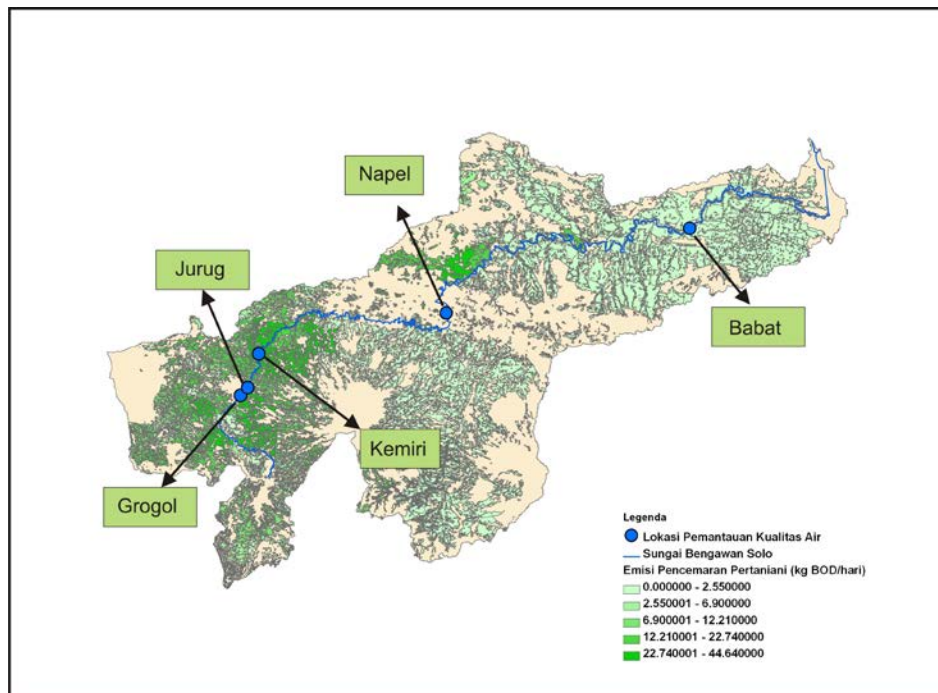 Napel
Jurug
Babat
Kemiri
Grogol
Legenda
Lokasi Pemantauan Kualitas Air
Sungai Bengawan Solo
Emisi Pencemaran Pertaniani (kg BOD/hari)
0.000000 - 2.550000
2.550001 - 6.900000
6.900001 - 12.210000
12.210001 - 22.740000
22.740001 - 44.640000